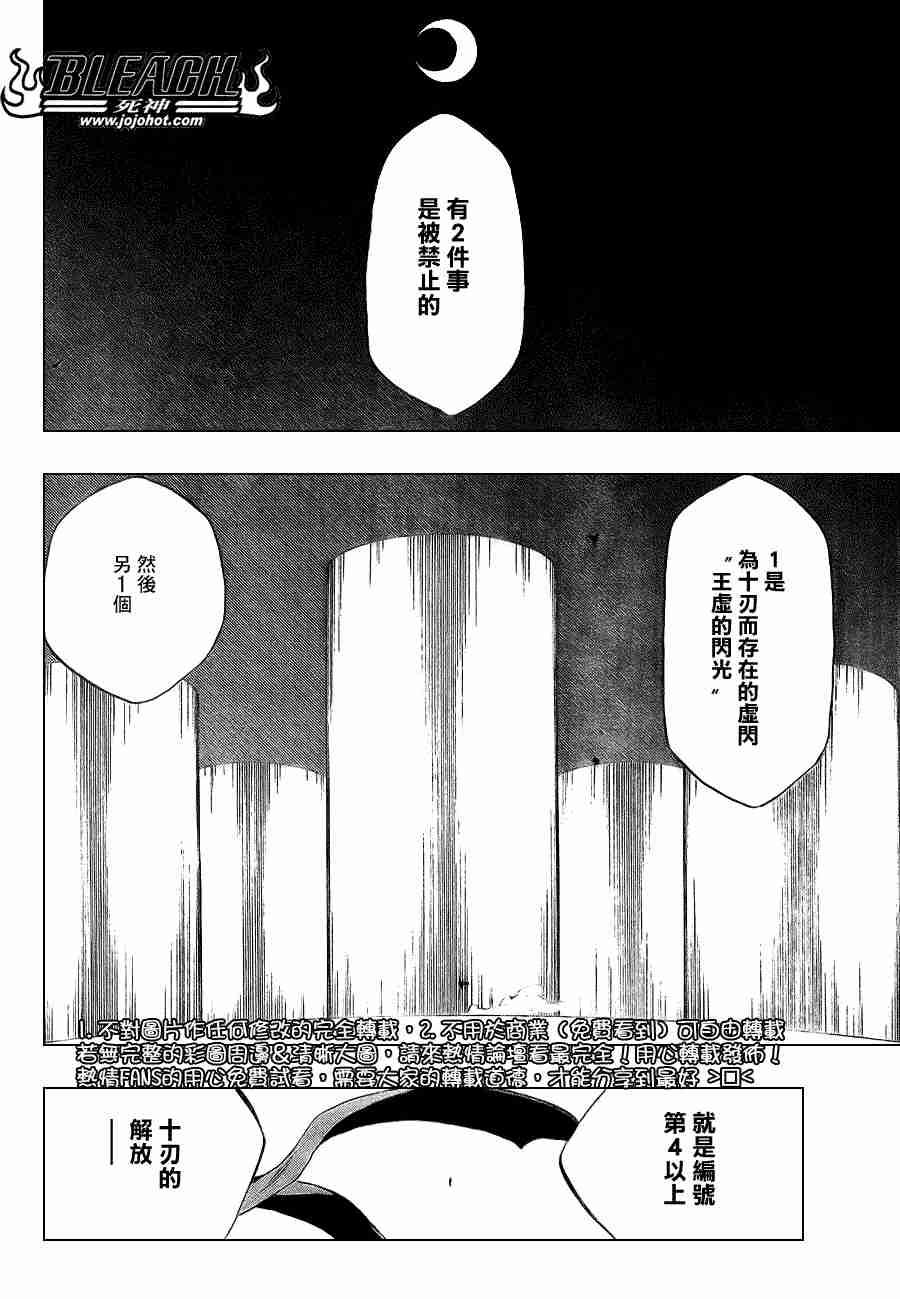 BLEACH
死神
www.jojohot.com
有2件事
是被禁止的
1是
為十刃而存在的虛閃
〝王虛的閃光〞
然後
另1個
1. 不對圖片作任何修改的完全轉載，2. 不用於商業（免費看到）可自由轉載
若無完整的彩圖周邊&清晰大圖，請來熱情論壇看最完全！用心轉載發佈！
熱情FANS的用心免費試看，需要大家的轉載道德，才能分享到最好 >口<
就是編號
第4以上
十刃的
解放
——